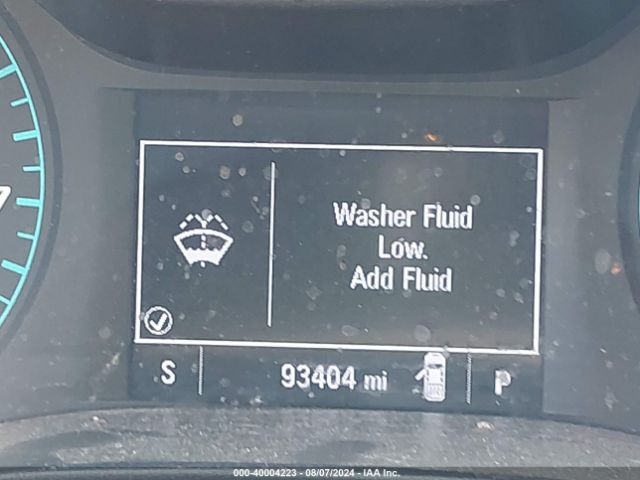 Washer Fluid
Low.
Add Fluid
S 93404 mi P
000-40004223 - 08/07/2024 - IAA Inc.